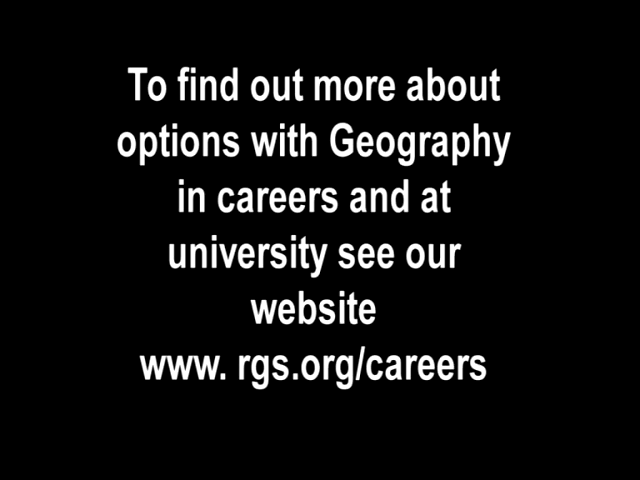 To find out more about
options with Geography
in careers and at
university see our
website
www. rgs.org/careers